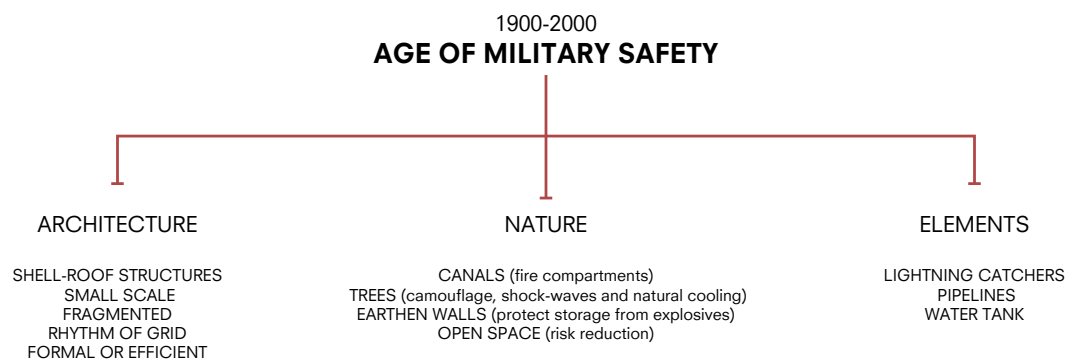 1900-2000
AGE OF MILITARY SAFETY
ARCHITECTURE
SHELL-ROOF STRUCTURES
SMALL SCALE
FRAGMENTED
RHYTHM OF GRID
FORMAL OR EFFICIENT
NATURE
CANALS (fire compartments)
TREES (camouflage, shock-waves and natural cooling)
EARTHEN WALLS (protect storage from explosives)
OPEN SPACE (risk reduction)
ELEMENTS
LIGHTNING CATCHERS
PIPELINES
WATER TANK